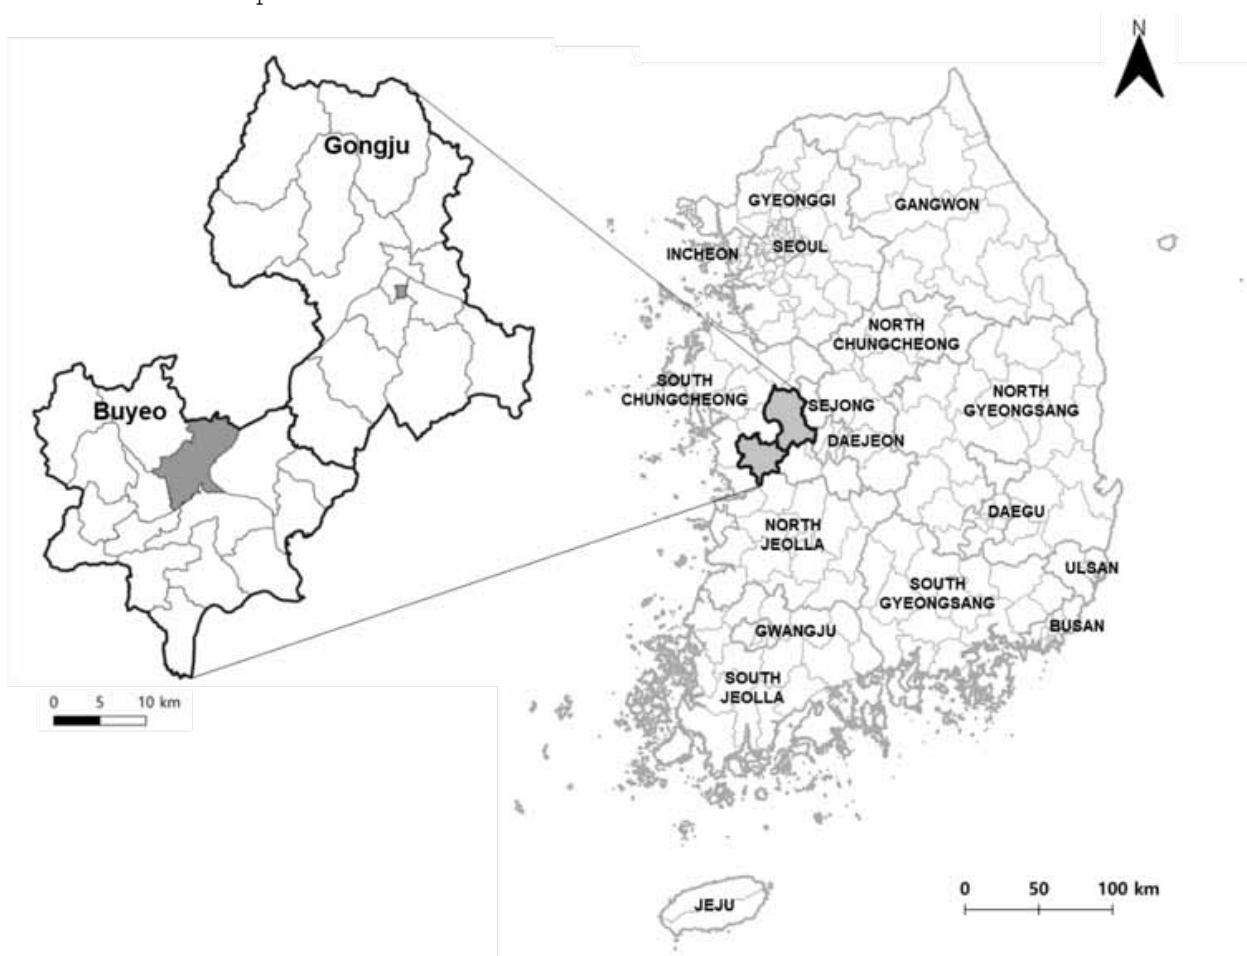 N
Gongju
Buyeo
0 5 10 km
GYEONGGI
GANGWON
INCHEON
SEOUL
NORTH
CHUNGCHEONG
SOUTH
CHUNGCHEONG
SEJONG
NORTH
GYEONGSANG
DAEJEON
NORTH
JEOLLA
DAEGU
ULSAN
SOUTH
GYEONGSANG
BUSAN
GWANGJU
SOUTH
JEOLLA
JEJU
0 50 100 km